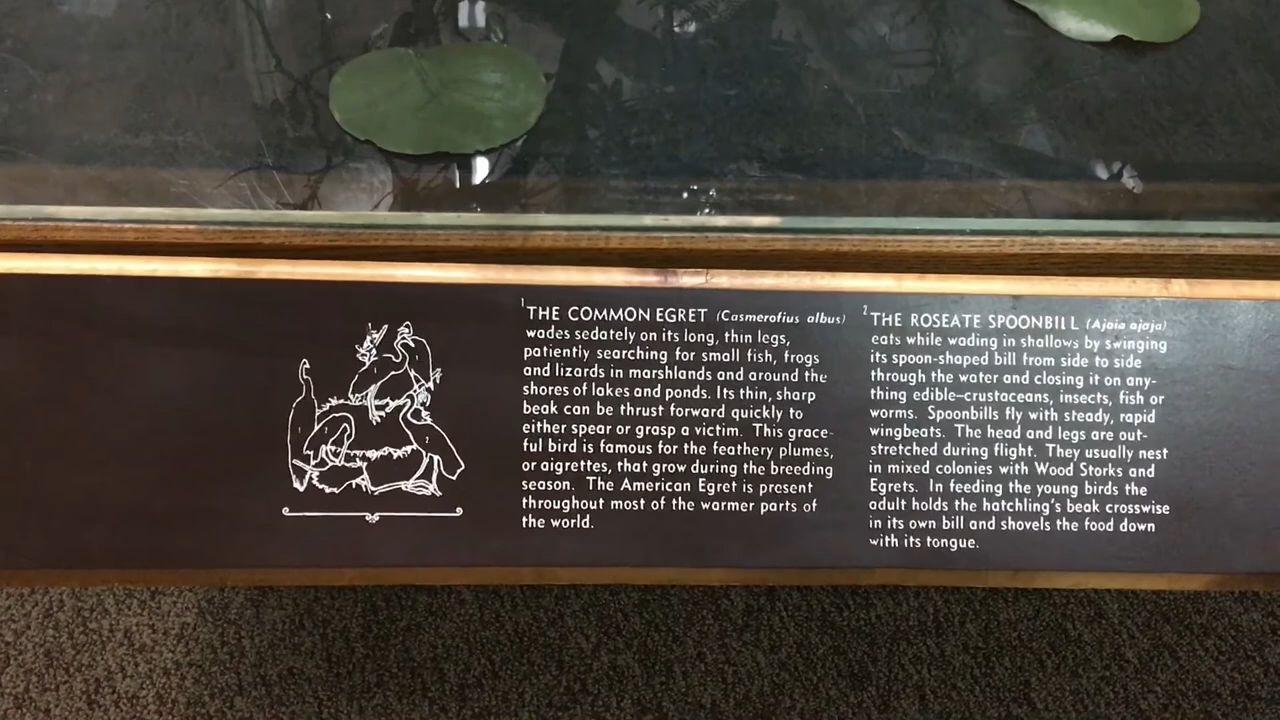 1 THE COMMON EGRET (Casmerofius albus)
wades sedately on its long, thin legs,
patiently searching for small fish, frogs
and lizards in marshlands and around the
shores of lakes and ponds. Its thin, sharp
beak can be thrust forward quickly to
either spear or grasp a victim. This grace-
ful bird is famous for the feathery plumes,
or aigrettes, that grow during the breeding
season. The American Egret is present
throughout most of the warmer parts of
the world.
2 THE ROSEATE SPOONBILL (Ajaia ajaja)
eats while wading in shallows by swinging
its spoon-shaped bill from side to side
through the water and closing it on any-
thing edible–crustaceans, insects, fish or
worms. Spoonbills fly with steady, rapid
wingbeats. The head and legs are out-
stretched during flight. They usually nest
in mixed colonies with Wood Storks and
Egrets. In feeding the young birds the
adult holds the hatchling's beak crosswise
in its own bill and shovels the food down
with its tongue.